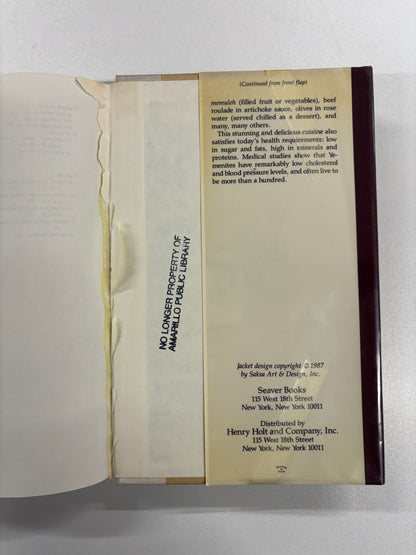 (Continued from front flap)
memuleh (filled fruit or vegetables), beef
roulade in artichoke sauce, olives in rose
water (served chilled as a dessert), and
many, many others.
This stunning and delicious cuisine also
satisfies today's health requirements: low
in sugar and fats, high in minerals and
proteins. Medical studies show that Ye-
menites have remarkably low cholesterol
and blood pressure levels, and often live to
be more than a hundred.
NO LONGER PROPERTY OF
AMARILLO PUBLIC LIBRARY
Jacket design copyright © 1987
by Saksa Art & Design, Inc.
Seaver Books
115 West 18th Street
New York, New York 10011
Distributed by
Henry Holt and Company, Inc.
115 West 18th Street
New York, New York 10011